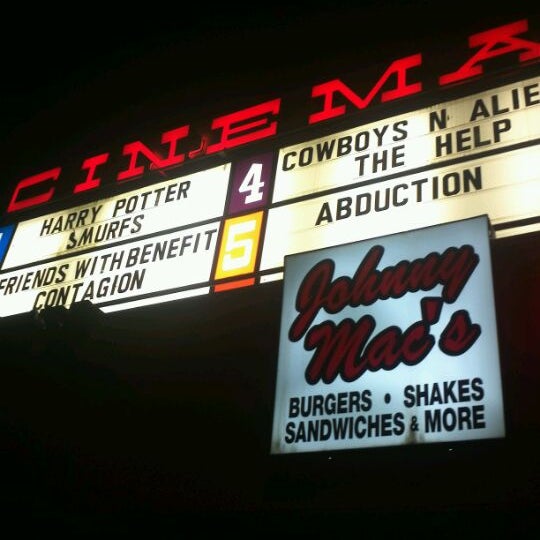 CINEMA
HARRY POTTER
SMURFS
FRIENDS WITH BENEFIT
CONTAGION
4
COWBOYS N ALIE
THE HELP
5
ABDUCTION
Johnny
Mac's
BURGERS • SHAKES
SANDWICHES & MORE